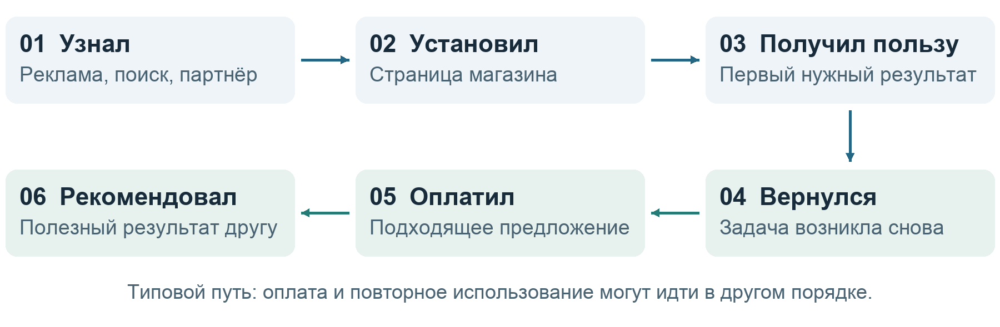 01 Узнал
Реклама, поиск, партнёр
02 Установил
Страница магазина
03 Получил пользу
Первый нужный результат
04 Вернулся
Задача возникла снова
05 Оплатил
Подходящее предложение
06 Рекомендовал
Полезный результат другу
Типовой путь: оплата и повторное использование могут идти в другом порядке.